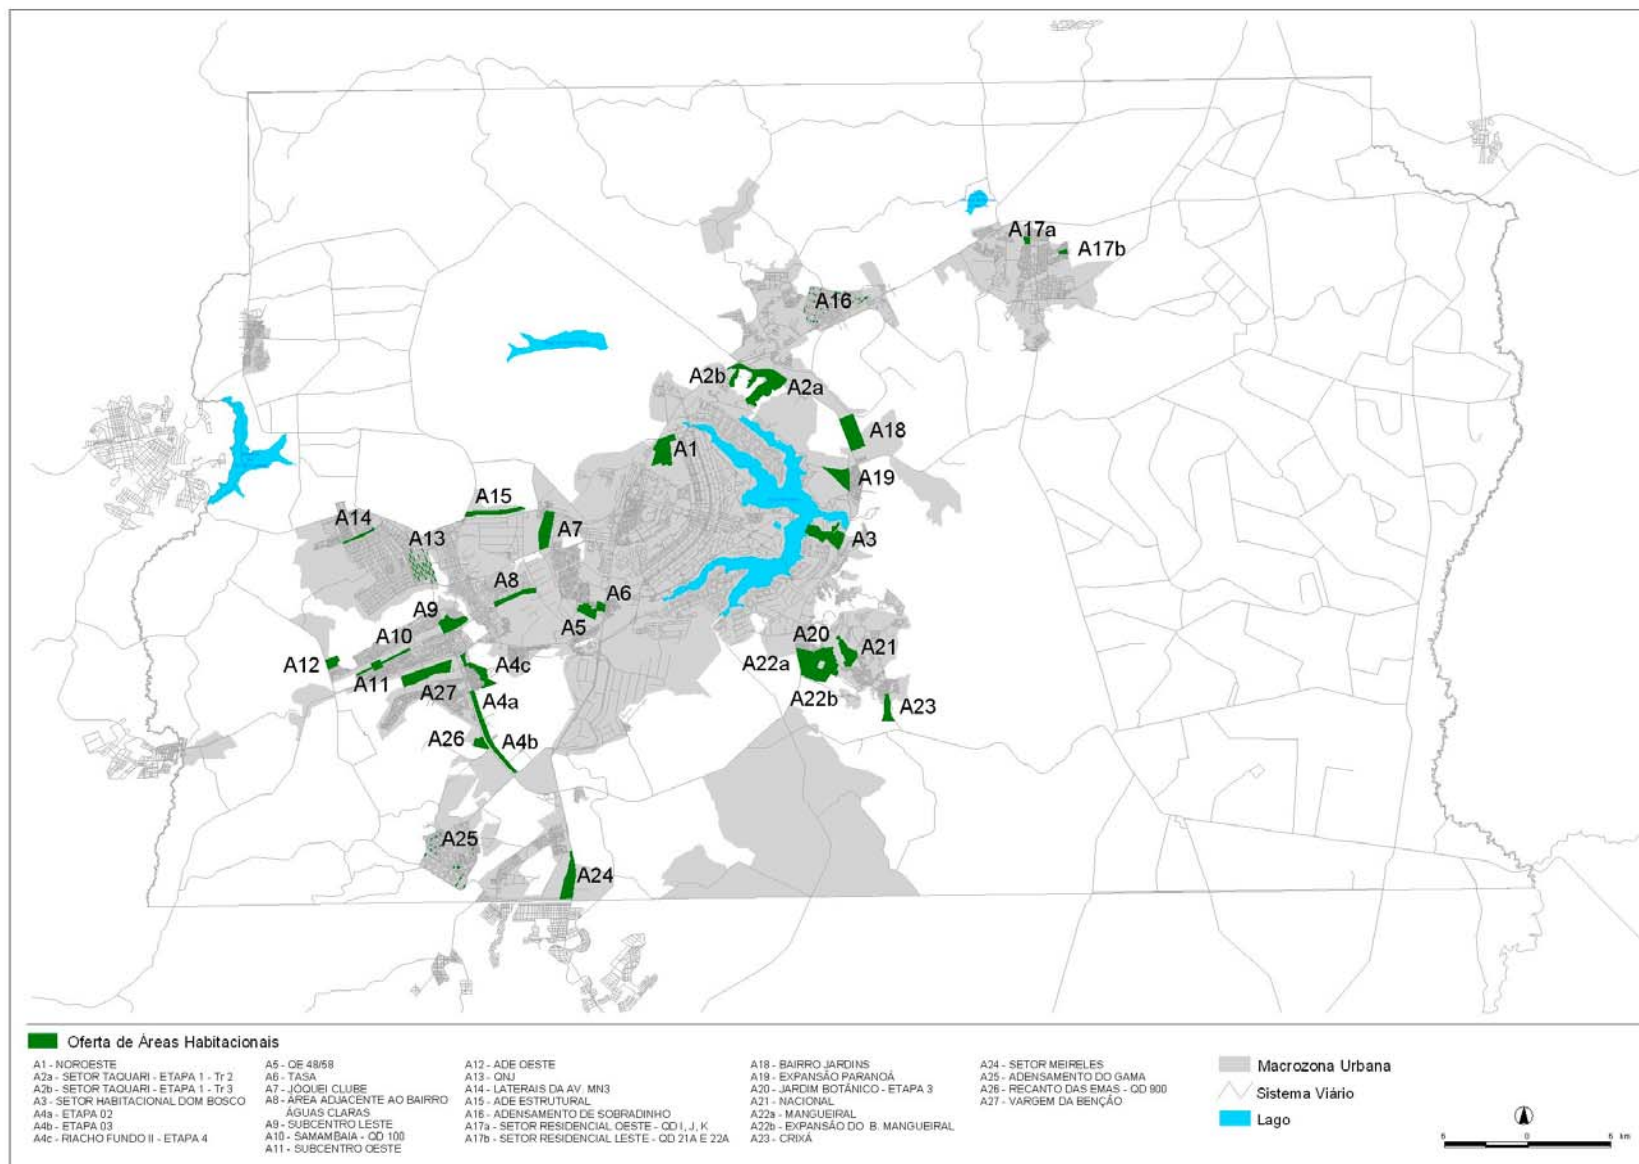 A17a
A17b
A16
A2b
A2a
A18
A1
A19
A15
A14
A7
A13
A3
A8
A6
A9
A5
A10
A20
A21
A12
A4c
A22a
A11
A27
A22b
A4a
A23
A26
A4b
A25
A24
Oferta de Áreas Habitacionais
A1 - NOROESTE
A2a - SETOR TAQUARI - ETAPA 1 - Tr 2
A2b - SETOR TAQUARI - ETAPA 1 - Tr 3
A3 - SETOR HABITACIONAL DOM BOSCO
A4a - ETAPA 02
A4b - ETAPA 03
A4c - RIACHO FUNDO II - ETAPA 4
A5 - QE 48/58
A6 - TASA
A7 - JÓQUEI CLUBE
A8 - ÁREA ADJACENTE AO BAIRRO
ÁGUAS CLARAS
A9 - SUBCENTRO LESTE
A10 - SAMAMBAIA - QD 100
A11 - SUBCENTRO OESTE
A12 - ADE OESTE
A13 - QNJ
A14 - LATERAIS DA AV. MN3
A15 - ADE ESTRUTURAL
A16 - ADENSAMENTO DE SOBRADINHO
A17a - SETOR RESIDENCIAL OESTE - QD I, J, K
A17b - SETOR RESIDENCIAL LESTE - QD 21A E 22A
A18 - BAIRRO JARDINS
A19 - EXPANSÃO PARANOÁ
A20 - JARDIM BOTÂNICO - ETAPA 3
A21 - NACIONAL
A22a - MANGUEIRAL
A22b - EXPANSÃO DO B. MANGUEIRAL
A23 - CRIXÁ
A24 - SETOR MEIRELES
A25 - ADENSAMENTO DO GAMA
A26 - RECANTO DAS EMAS - QD 900
A27 - VARGEM DA BENÇÃO
Macrozona Urbana
Sistema Viário
Lago
5 0 5 km